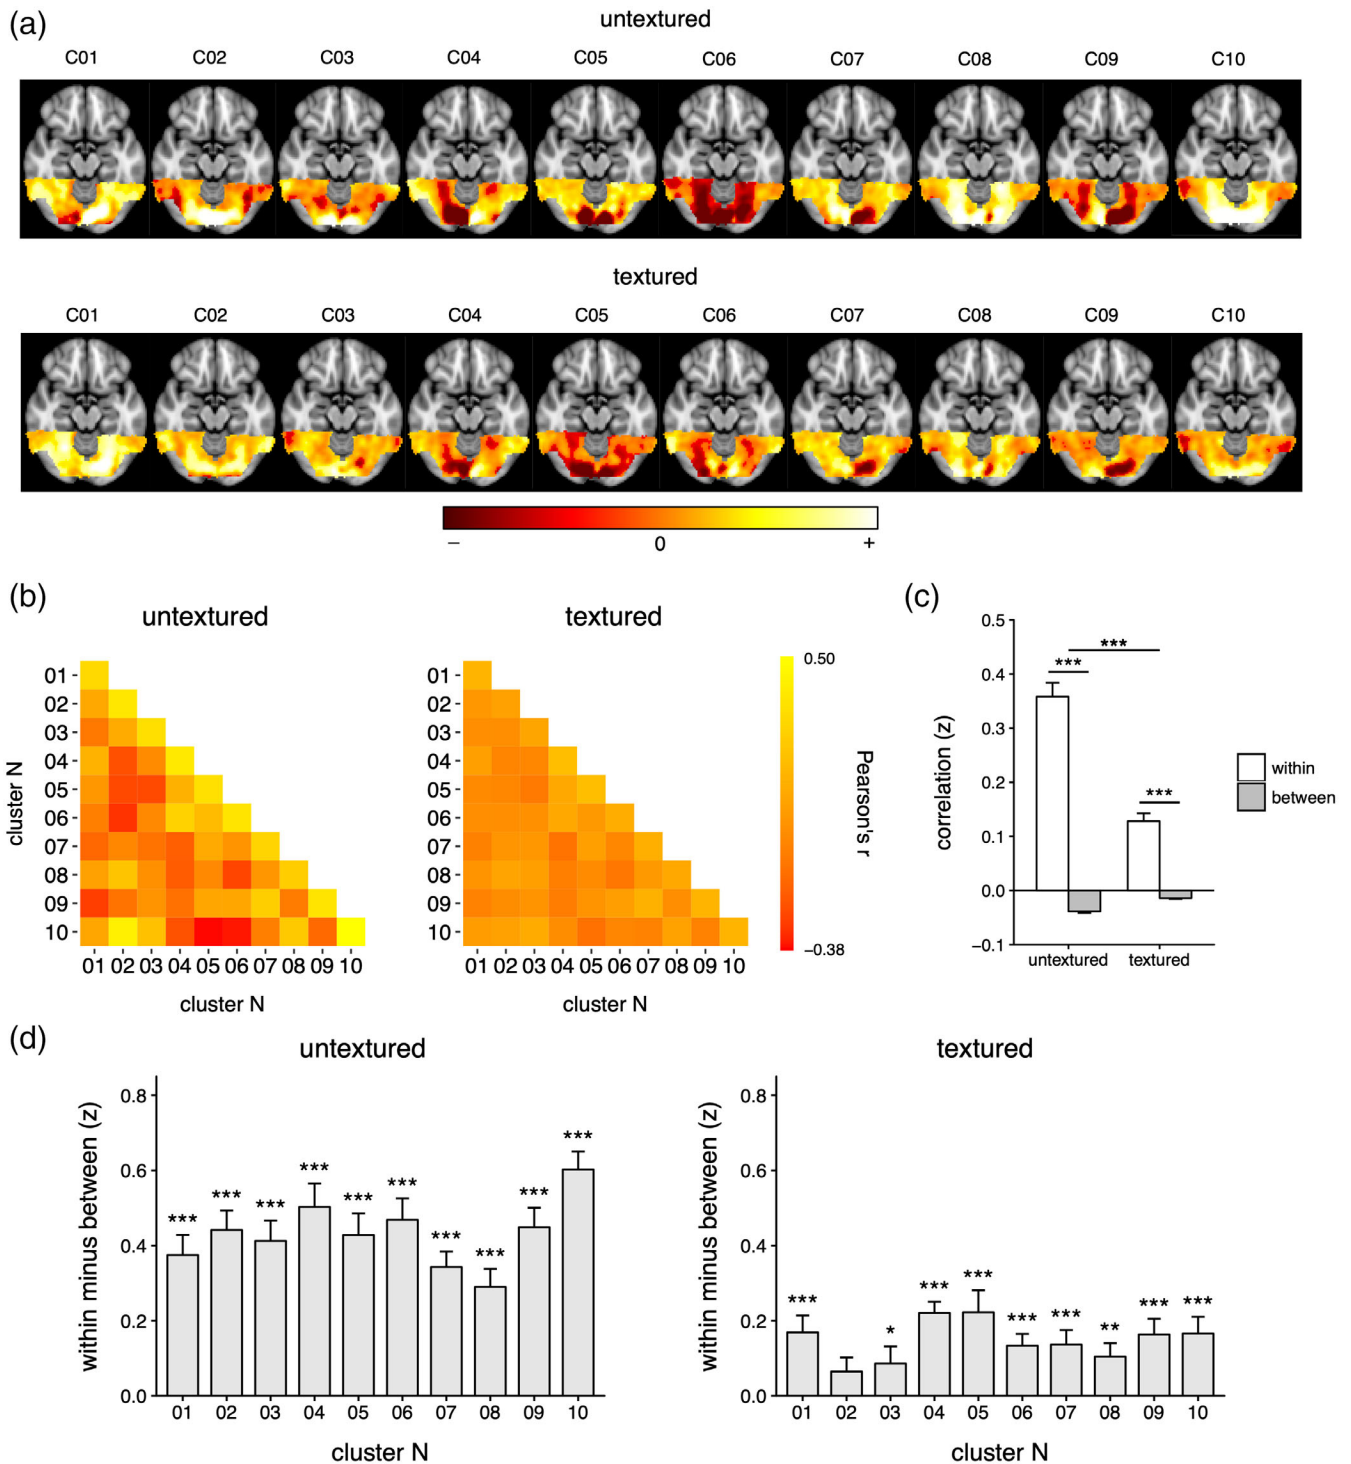 (a)
untextured
C01 C02 C03 C04 C05 C06 C07 C08 C09 C10
textured
C01 C02 C03 C04 C05 C06 C07 C08 C09 C10
− 0 +
(b)
untextured
textured
cluster N
01
02
03
04
05
06
07
08
09
10
01 02 03 04 05 06 07 08 09 10
cluster N
01
02
03
04
05
06
07
08
09
10
01 02 03 04 05 06 07 08 09 10
cluster N
0.50
−0.38
Pearson's r
(c)
correlation (z)
0.5
0.4
0.3
0.2
0.1
0.0
−0.1
***
***
***
untextured textured
within
between
(d)
untextured
within minus between (z)
0.8
0.6
0.4
0.2
0.0
*** *** *** *** *** *** *** *** *** ***
01 02 03 04 05 06 07 08 09 10
cluster N
textured
within minus between (z)
0.8
0.6
0.4
0.2
0.0
*** * *** *** *** *** ** *** ***
01 02 03 04 05 06 07 08 09 10
cluster N